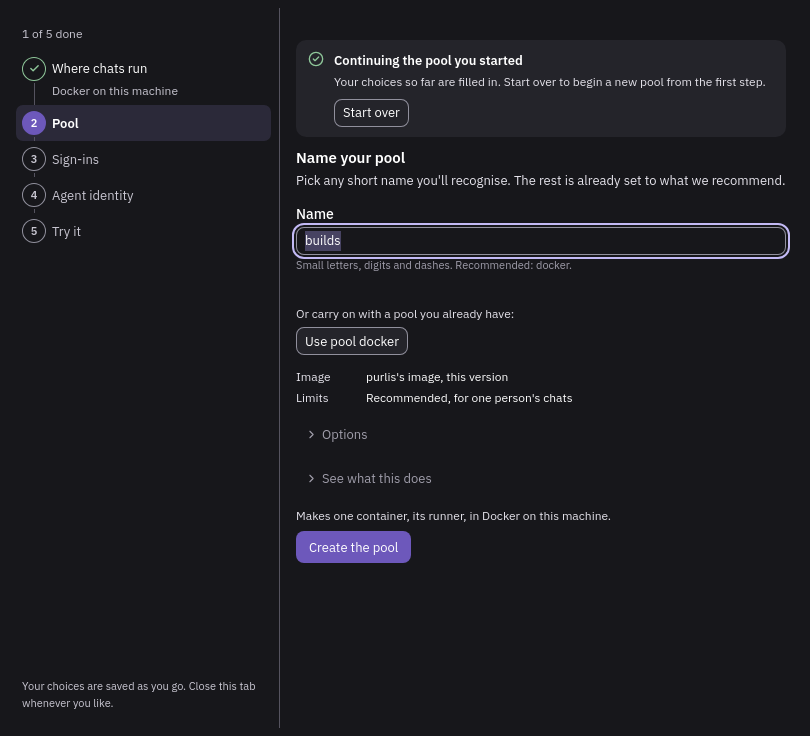 1 of 5 done
Where chats run
Docker on this machine
2 Pool
3 Sign-ins
4 Agent identity
5 Try it
Your choices are saved as you go. Close this tab
whenever you like.
Continuing the pool you started
Your choices so far are filled in. Start over to begin a new pool from the first step.
Start over
Name your pool
Pick any short name you'll recognise. The rest is already set to what we recommend.
Name
builds
Small letters, digits and dashes. Recommended: docker.
Or carry on with a pool you already have:
Use pool docker
Image purlis's image, this version
Limits Recommended, for one person's chats
Options
See what this does
Makes one container, its runner, in Docker on this machine.
Create the pool